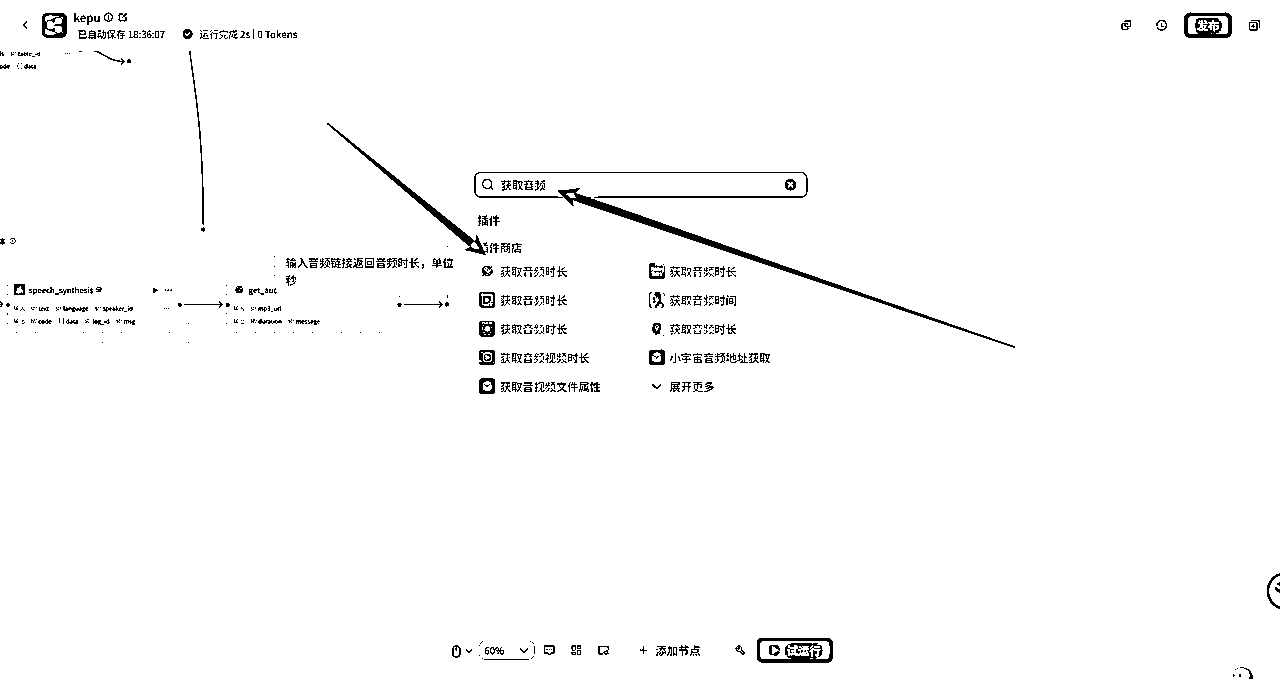 kepu
已自动保存 18:36:07 运行完成 2s | 0 Tokens
发布
table_id
data
获取音频
插件
插件商店
输入音频链接返回音频时长，单位
秒
获取音频时长 获取音频时长
speech_synthesis
text language speaker_id
code data log_id msg
mp3_url
duration message
获取音频时长 获取音频时间
获取音频时长 获取音频时长
获取音频视频时长 小宇宙音频地址获取
获取音视频文件属性 展开更多
60% 添加节点 试运行